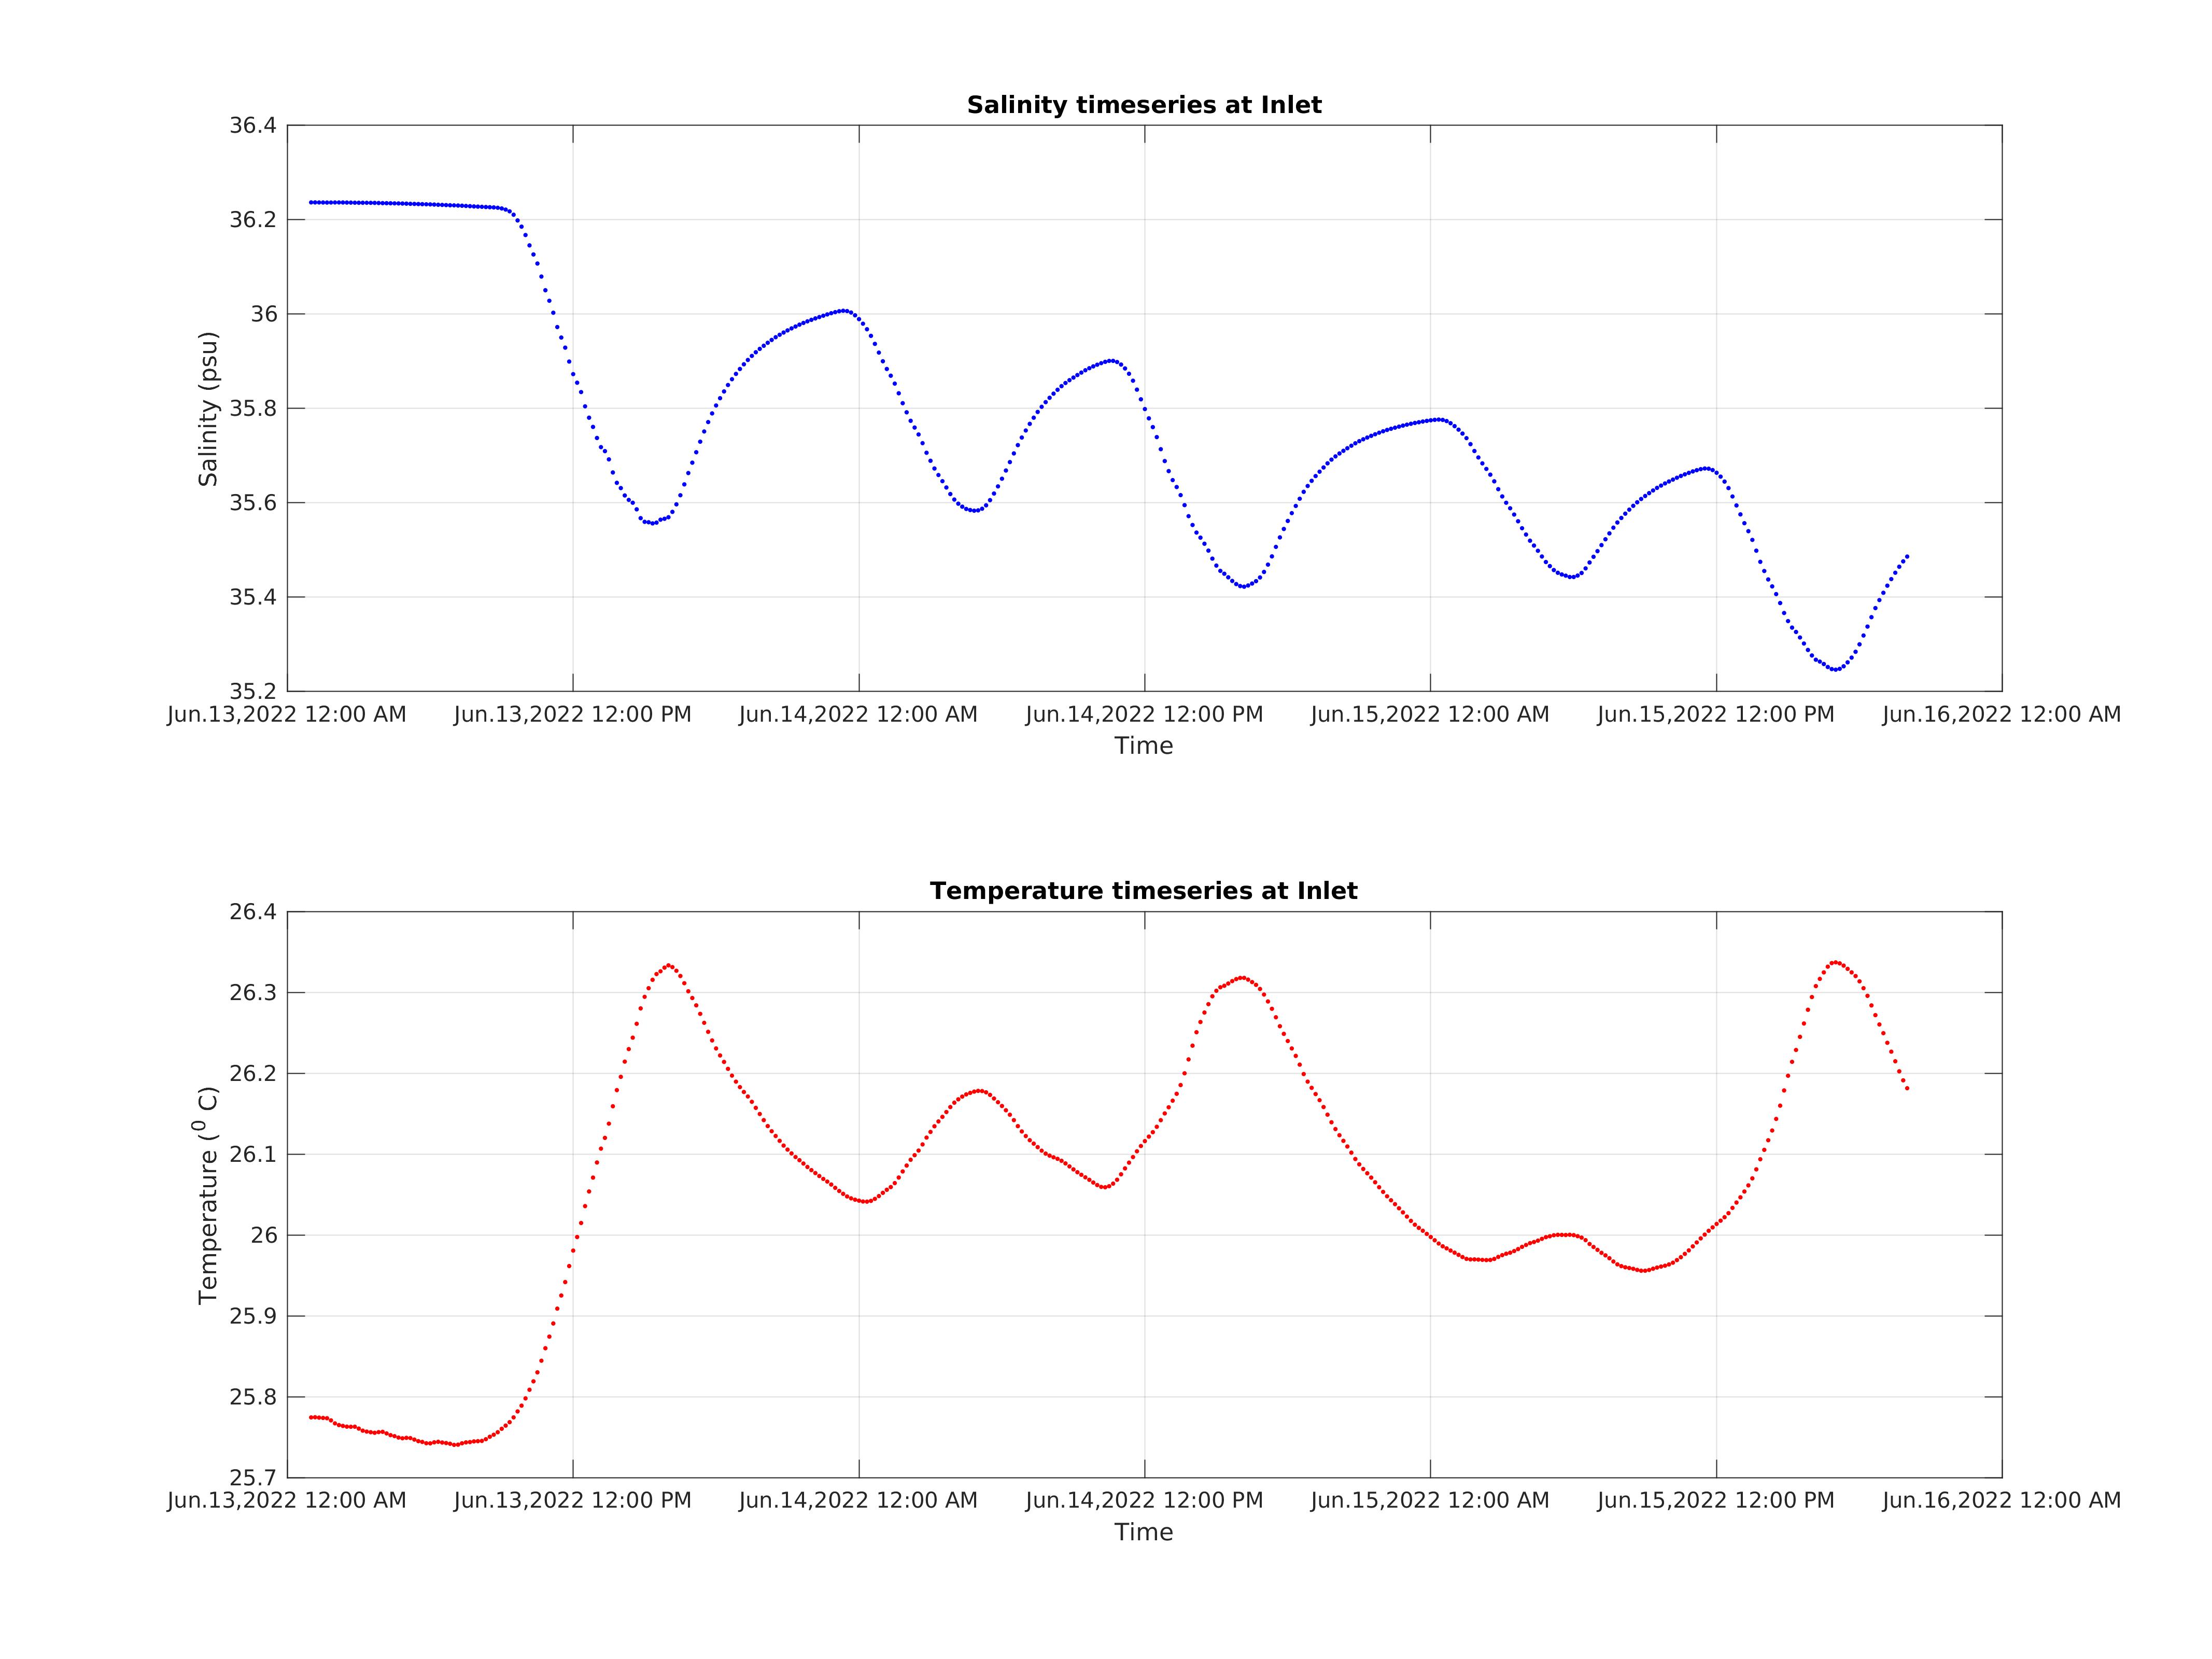 Salinity timeseries at Inlet
36.4
36.2
36
35.8
35.6
35.4
35.2
Salinity (psu)
Jun.13,2022 12:00 AM Jun.13,2022 12:00 PM Jun.14,2022 12:00 AM Jun.14,2022 12:00 PM Jun.15,2022 12:00 AM Jun.15,2022 12:00 PM Jun.16,2022 12:00 AM
Time
Temperature timeseries at Inlet
26.4
26.3
26.2
26.1
26
25.9
25.8
25.7
Temperature (⁰ C)
Jun.13,2022 12:00 AM Jun.13,2022 12:00 PM Jun.14,2022 12:00 AM Jun.14,2022 12:00 PM Jun.15,2022 12:00 AM Jun.15,2022 12:00 PM Jun.16,2022 12:00 AM
Time